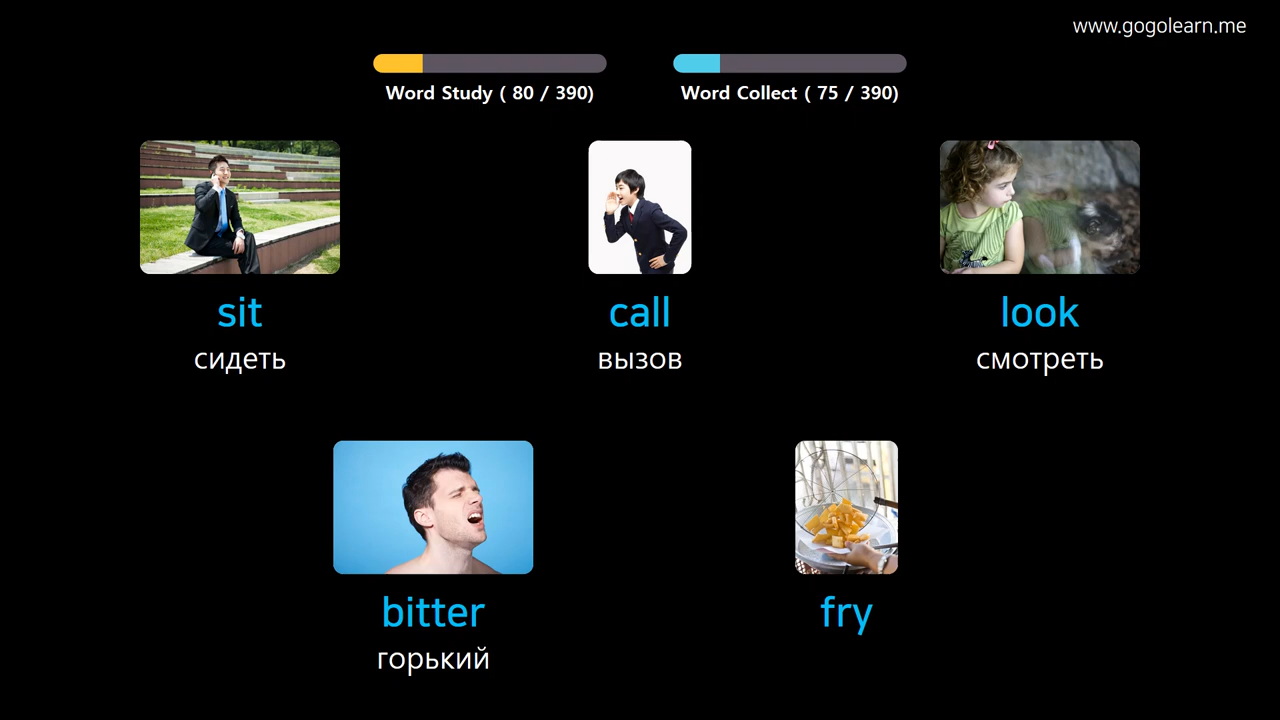 www.gogolearn.me
Word Study ( 80 / 390)
Word Collect ( 75 / 390)
sit
сидеть
call
вызов
look
смотреть
bitter
горький
fry